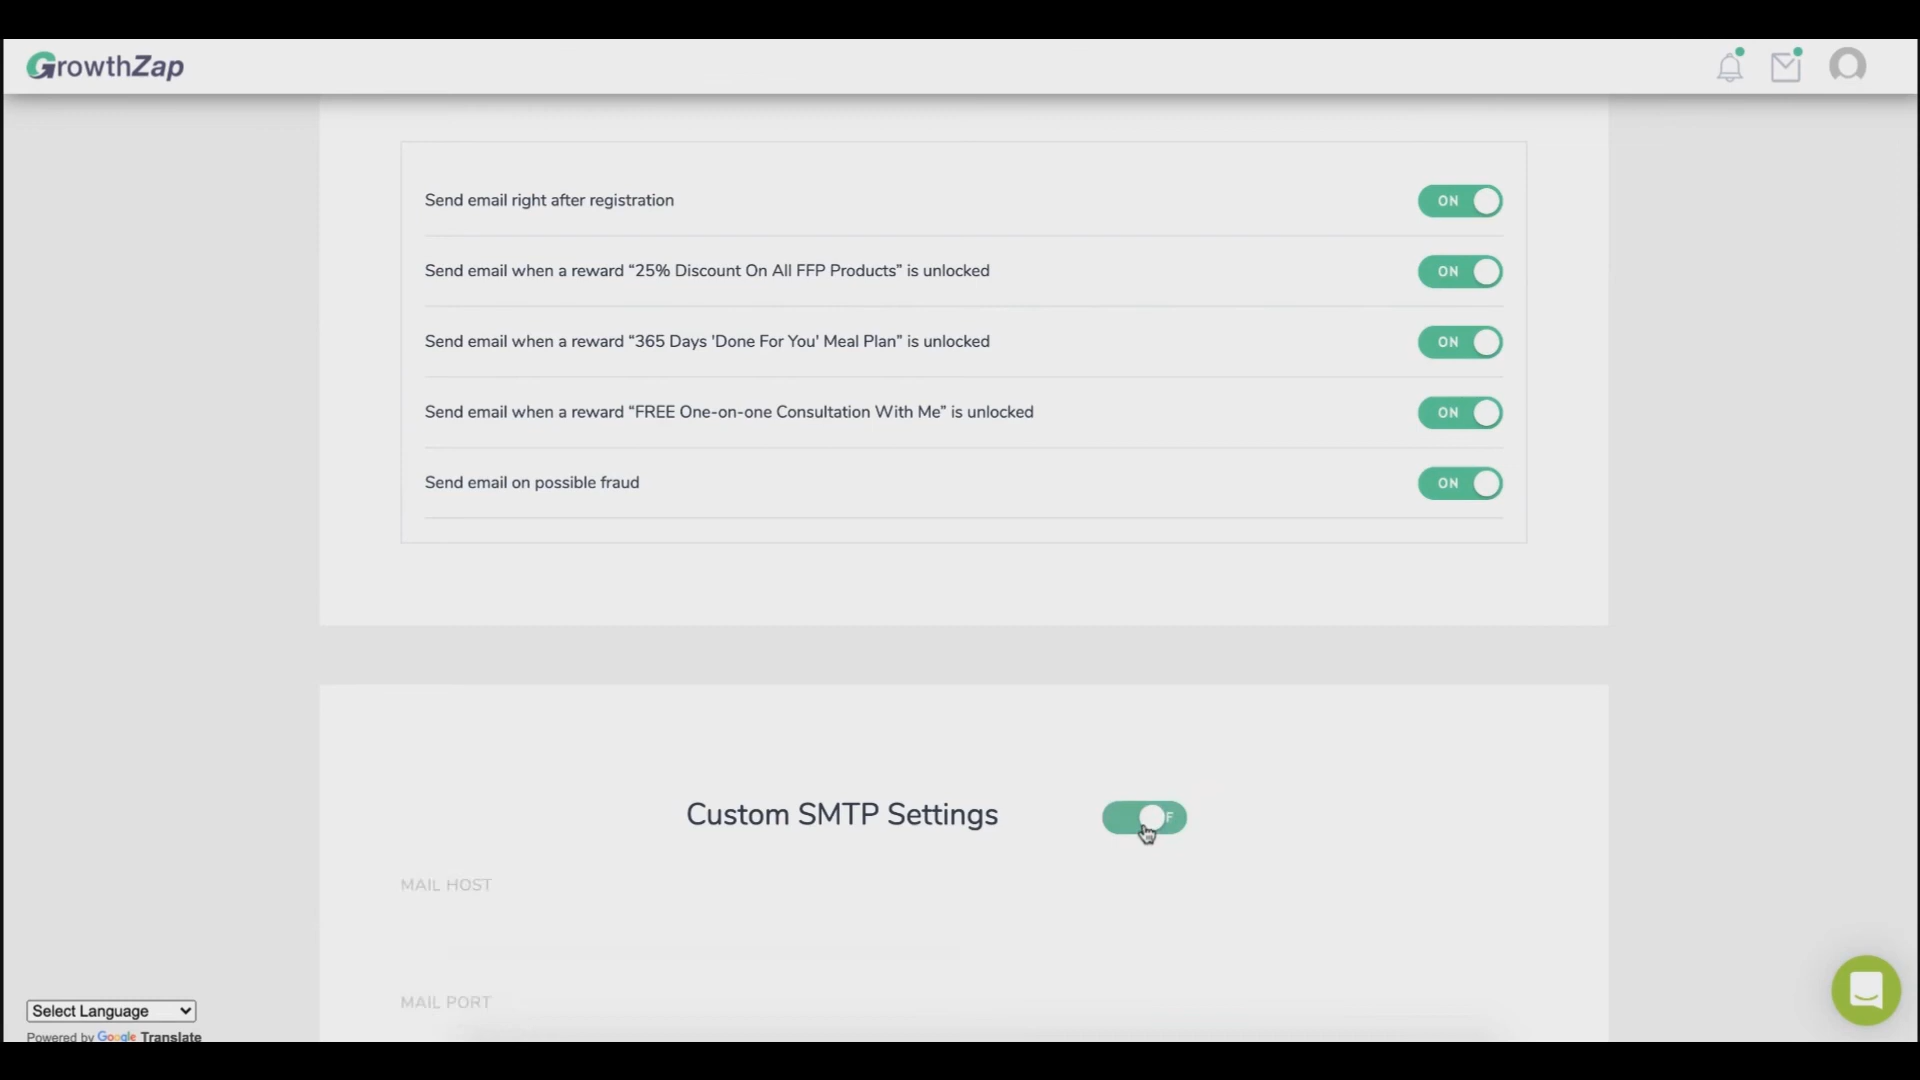 GrowthZap
Send email right after registration
ON
Send email when a reward “25% Discount On All FFP Products” is unlocked
ON
Send email when a reward “365 Days 'Done For You' Meal Plan” is unlocked
ON
Send email when a reward “FREE One-on-one Consultation With Me” is unlocked
ON
Send email on possible fraud
ON
Custom SMTP Settings
F
MAIL HOST
MAIL PORT
Select Language
Powered by Google Translate